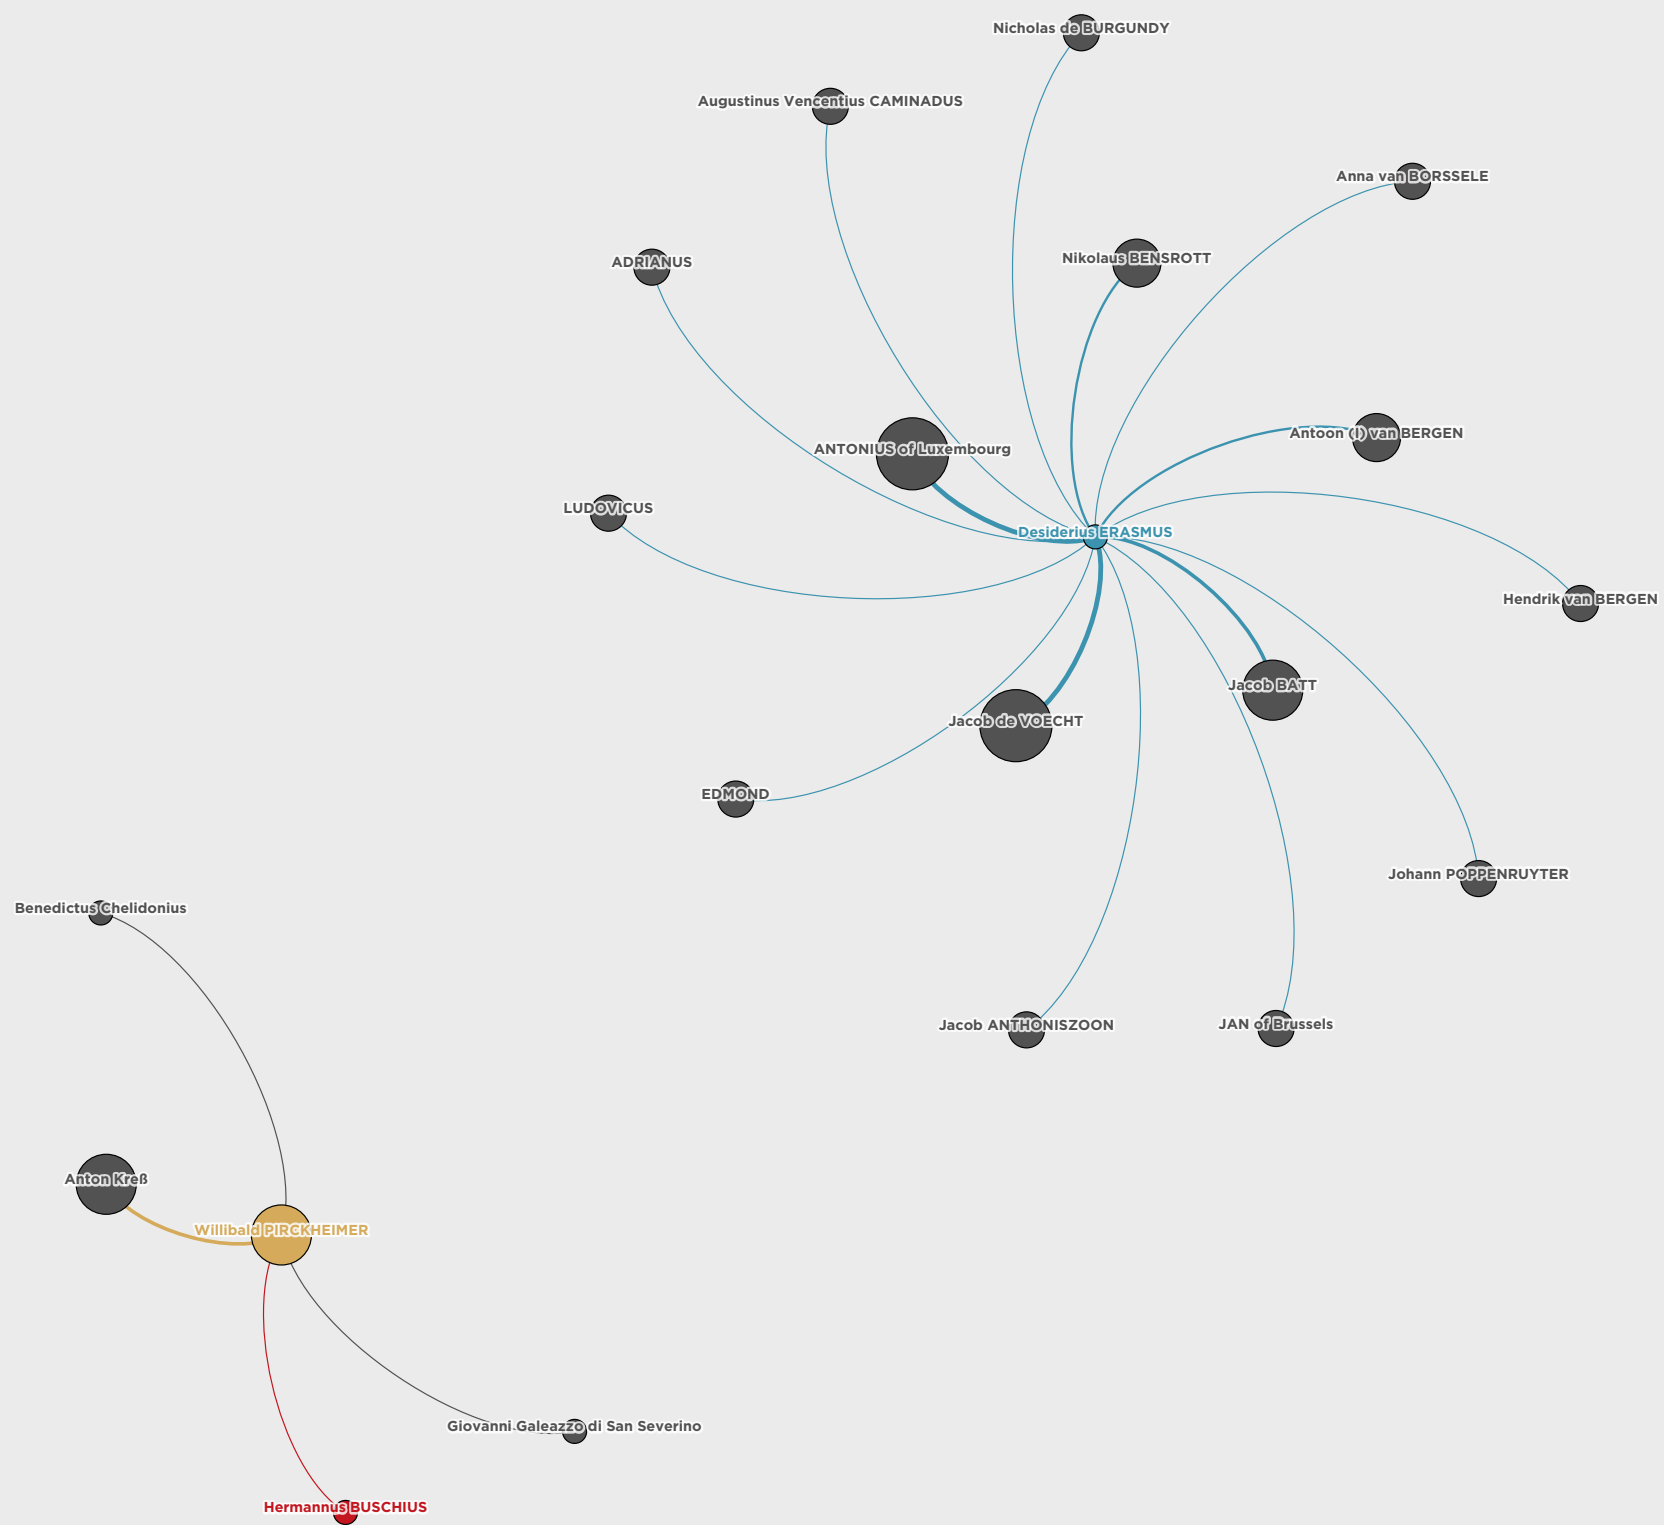 Nicholas de BURGUNDY
Augustinus Vencentius CAMINADUS
Anna van BORSSELE
ADRIANUS
Nikolaus BENSROTT
Antoon (I) van BERGEN
ANTONIUS of Luxembourg
LUDOVICUS
Desiderius ERASMUS
Hendrik van BERGEN
Jacob BATT
Jacob de VOECHT
EDMOND
Johann POPPENRUYTER
Benedictus Chelidonius
Jacob ANTHONISZOON
JAN of Brussels
Anton Kreß
Willibald PIRCKHEIMER
Giovanni Galeazzo di San Severino
Hermannus BUSCHIUS